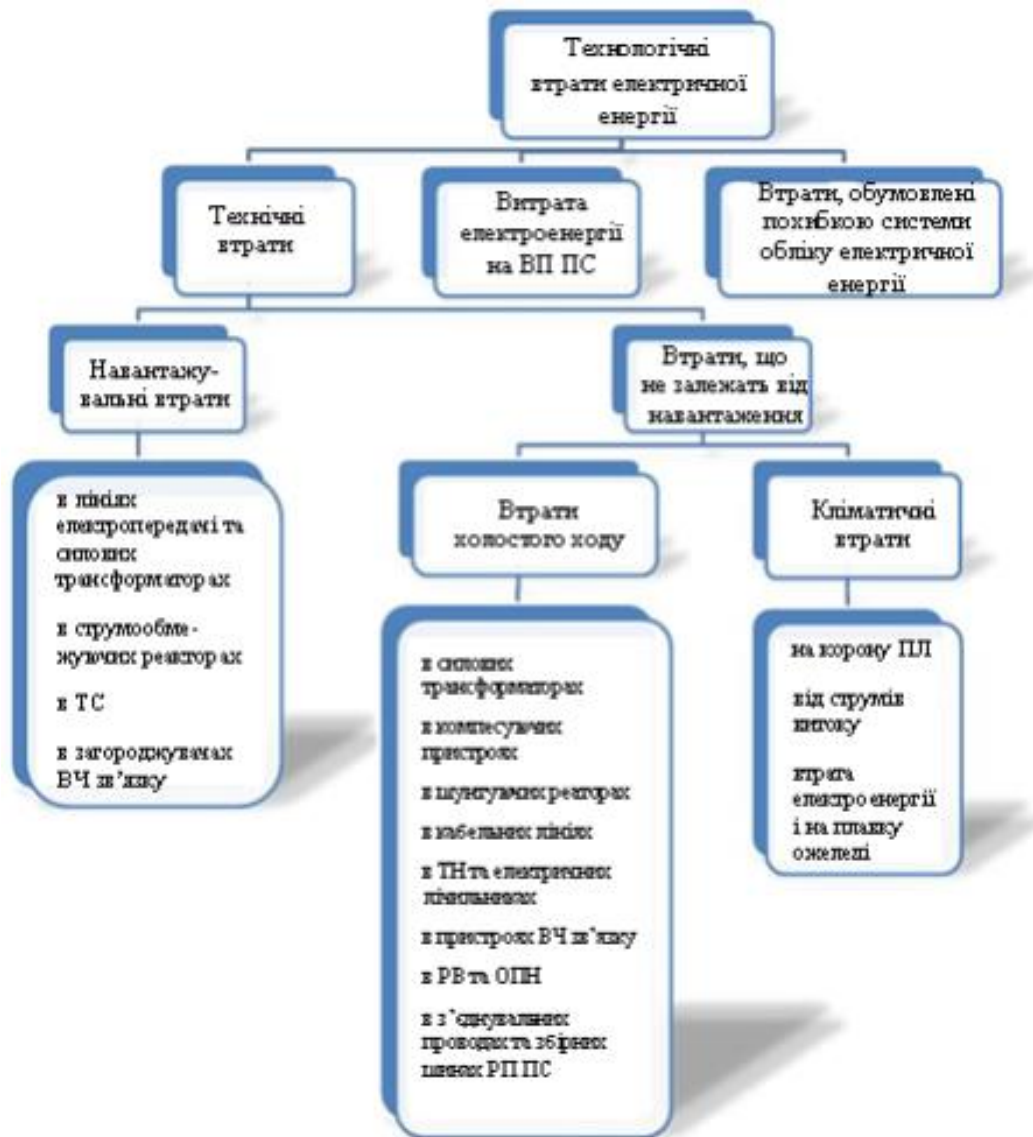 Технологічні
втрати електричної
енергії
Технічні
втрати
Витрата
електроенергії
на ВП ПС
Втрати, обумовлені
похибкою системи
обліку електричної
енергії
Навантажу-
вальні втрати
Втрати, що
не залежать від
навантаження
в лініях
електропередачі та
силових
трансформаторах
в струмообме-
жуючих реакторах
в ТС
в загороджувачах
ВЧ зв’язку
Втрати
холостого ходу
Кліматичні
втрати
в силових
трансформаторах
в компесуючих
пристроях
в шунтуючих реаторах
в кабельних лініях
в ТН та електричних
лічильниках
в пристроях ВЧ зв’язку
в РВ та ОПН
в з’єднувальних
проводах та збірних
шинах РП ПС
на корону ПЛ
від струмів
витоку
втрата
електроенергії
і на плавку
ожеледі